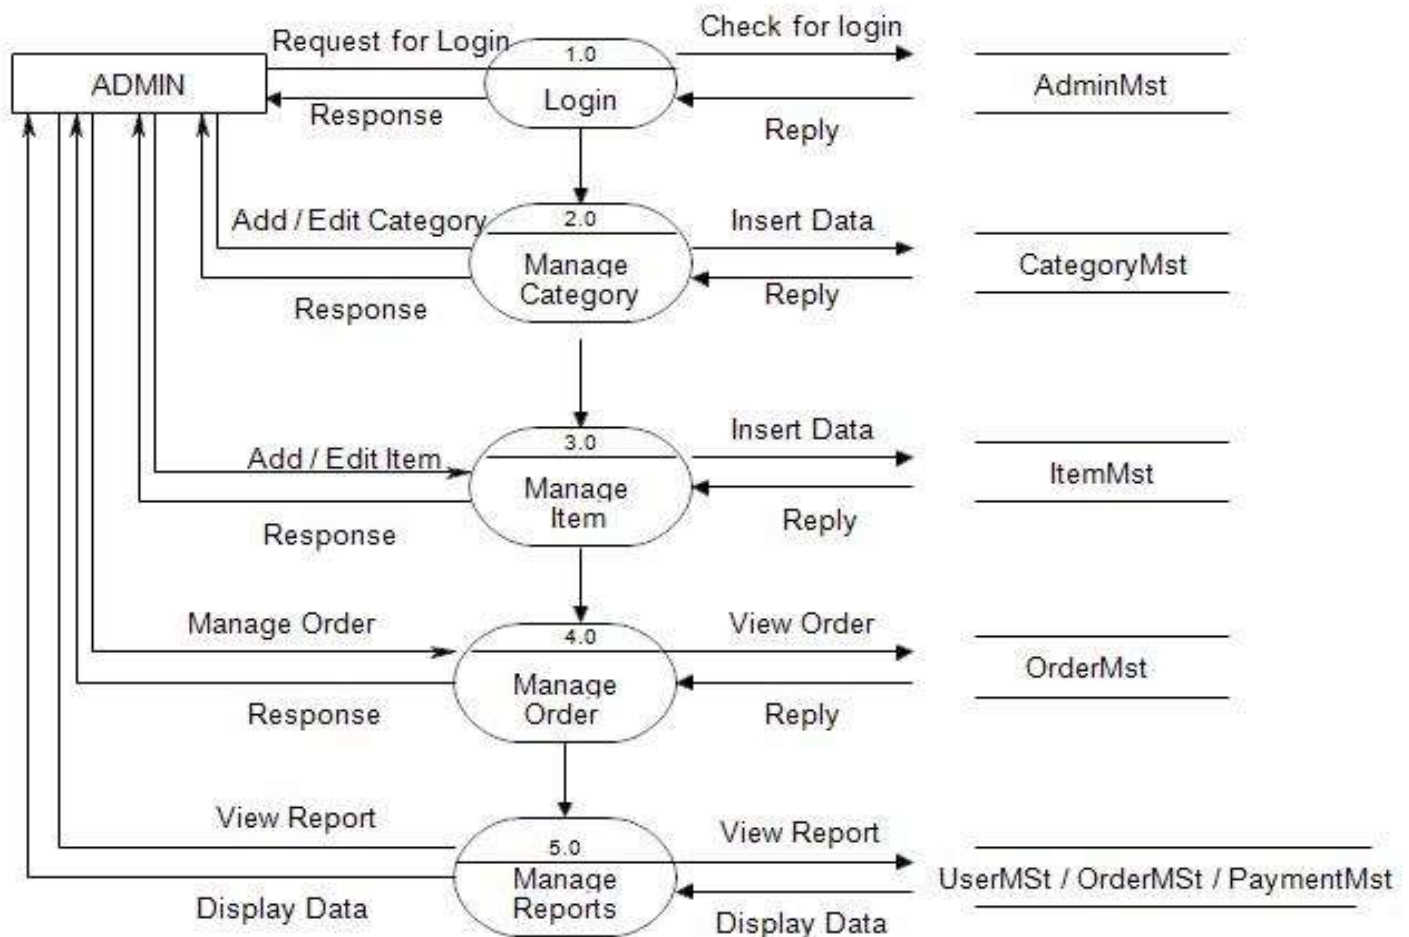 Request for Login
Check for login
ADMIN
1.0
Login
AdminMst
Response
Reply
Add / Edit Category
2.0
Insert Data
Manage
Category
CategoryMst
Response
Reply
Add / Edit Item
3.0
Insert Data
Manage
Item
ItemMst
Response
Reply
Manage Order
4.0
View Order
Manage
Order
OrderMst
Response
Reply
View Report
5.0
View Report
Manage
Reports
UserMSt / OrderMSt / PaymentMst
Display Data
Display Data